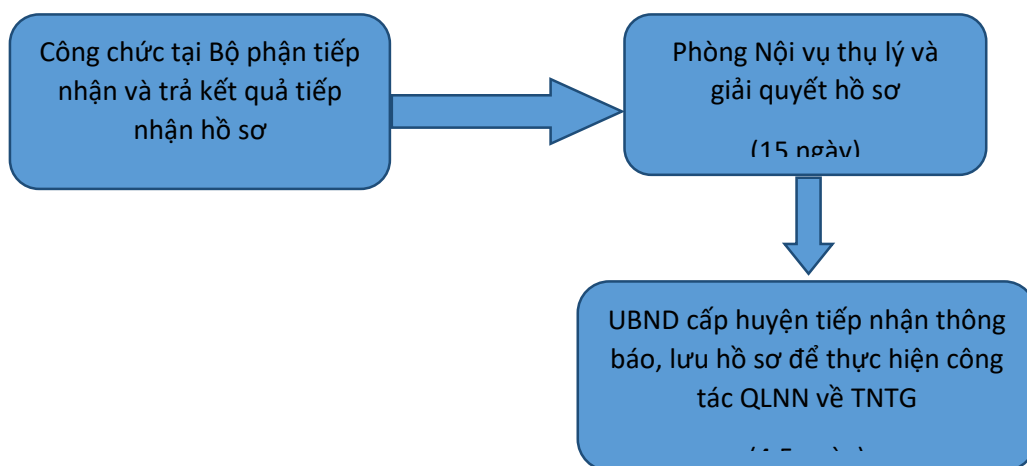 Công chức tại Bộ phận tiếp
nhận và trả kết quả tiếp
nhận hồ sơ
Phòng Nội vụ thụ lý và
giải quyết hồ sơ
(15 ngày)
UBND cấp huyện tiếp nhận thông
báo, lưu hồ sơ để thực hiện công
tác QLNN về TNTG